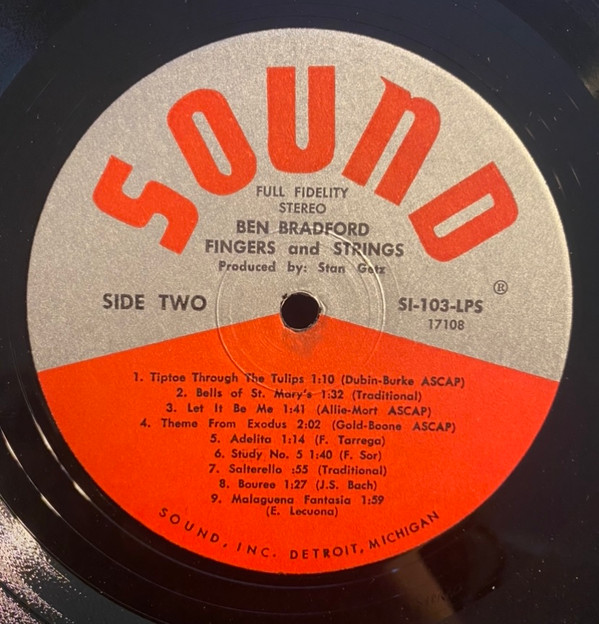 SOUND
FULL FIDELITY
STEREO
BEN BRADFORD
FINGERS and STRINGS
Produced by: Stan Getz
®
SIDE TWO
SI-103-LPS
17108
1. Tiptoe Through The Tulips 1:10 (Dubin-Burke ASCAP)
2. Bells of St. Mary's 1:32 (Traditional)
3. Let It Be Me 1:41 (Allie-Mort ASCAP)
4. Theme From Exodus 2:02 (Gold-Boone ASCAP)
5. Adelita 1:14 (F. Tarrega)
6. Study No. 5 1:40 (F. Sor)
7. Salterello :55 (Traditional)
8. Bouree 1:27 (J.S. Bach)
9. Malaguena Fantasia 1:59
(E. Lecuona)
SOUND, INC. DETROIT, MICHIGAN